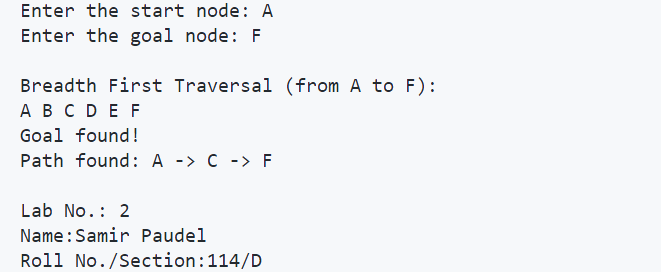 Enter the start node: A
Enter the goal node: F
Breadth First Traversal (from A to F):
A B C D E F
Goal found!
Path found: A -> C -> F
Lab No.: 2
Name:Samir Paudel
Roll No./Section:114/D